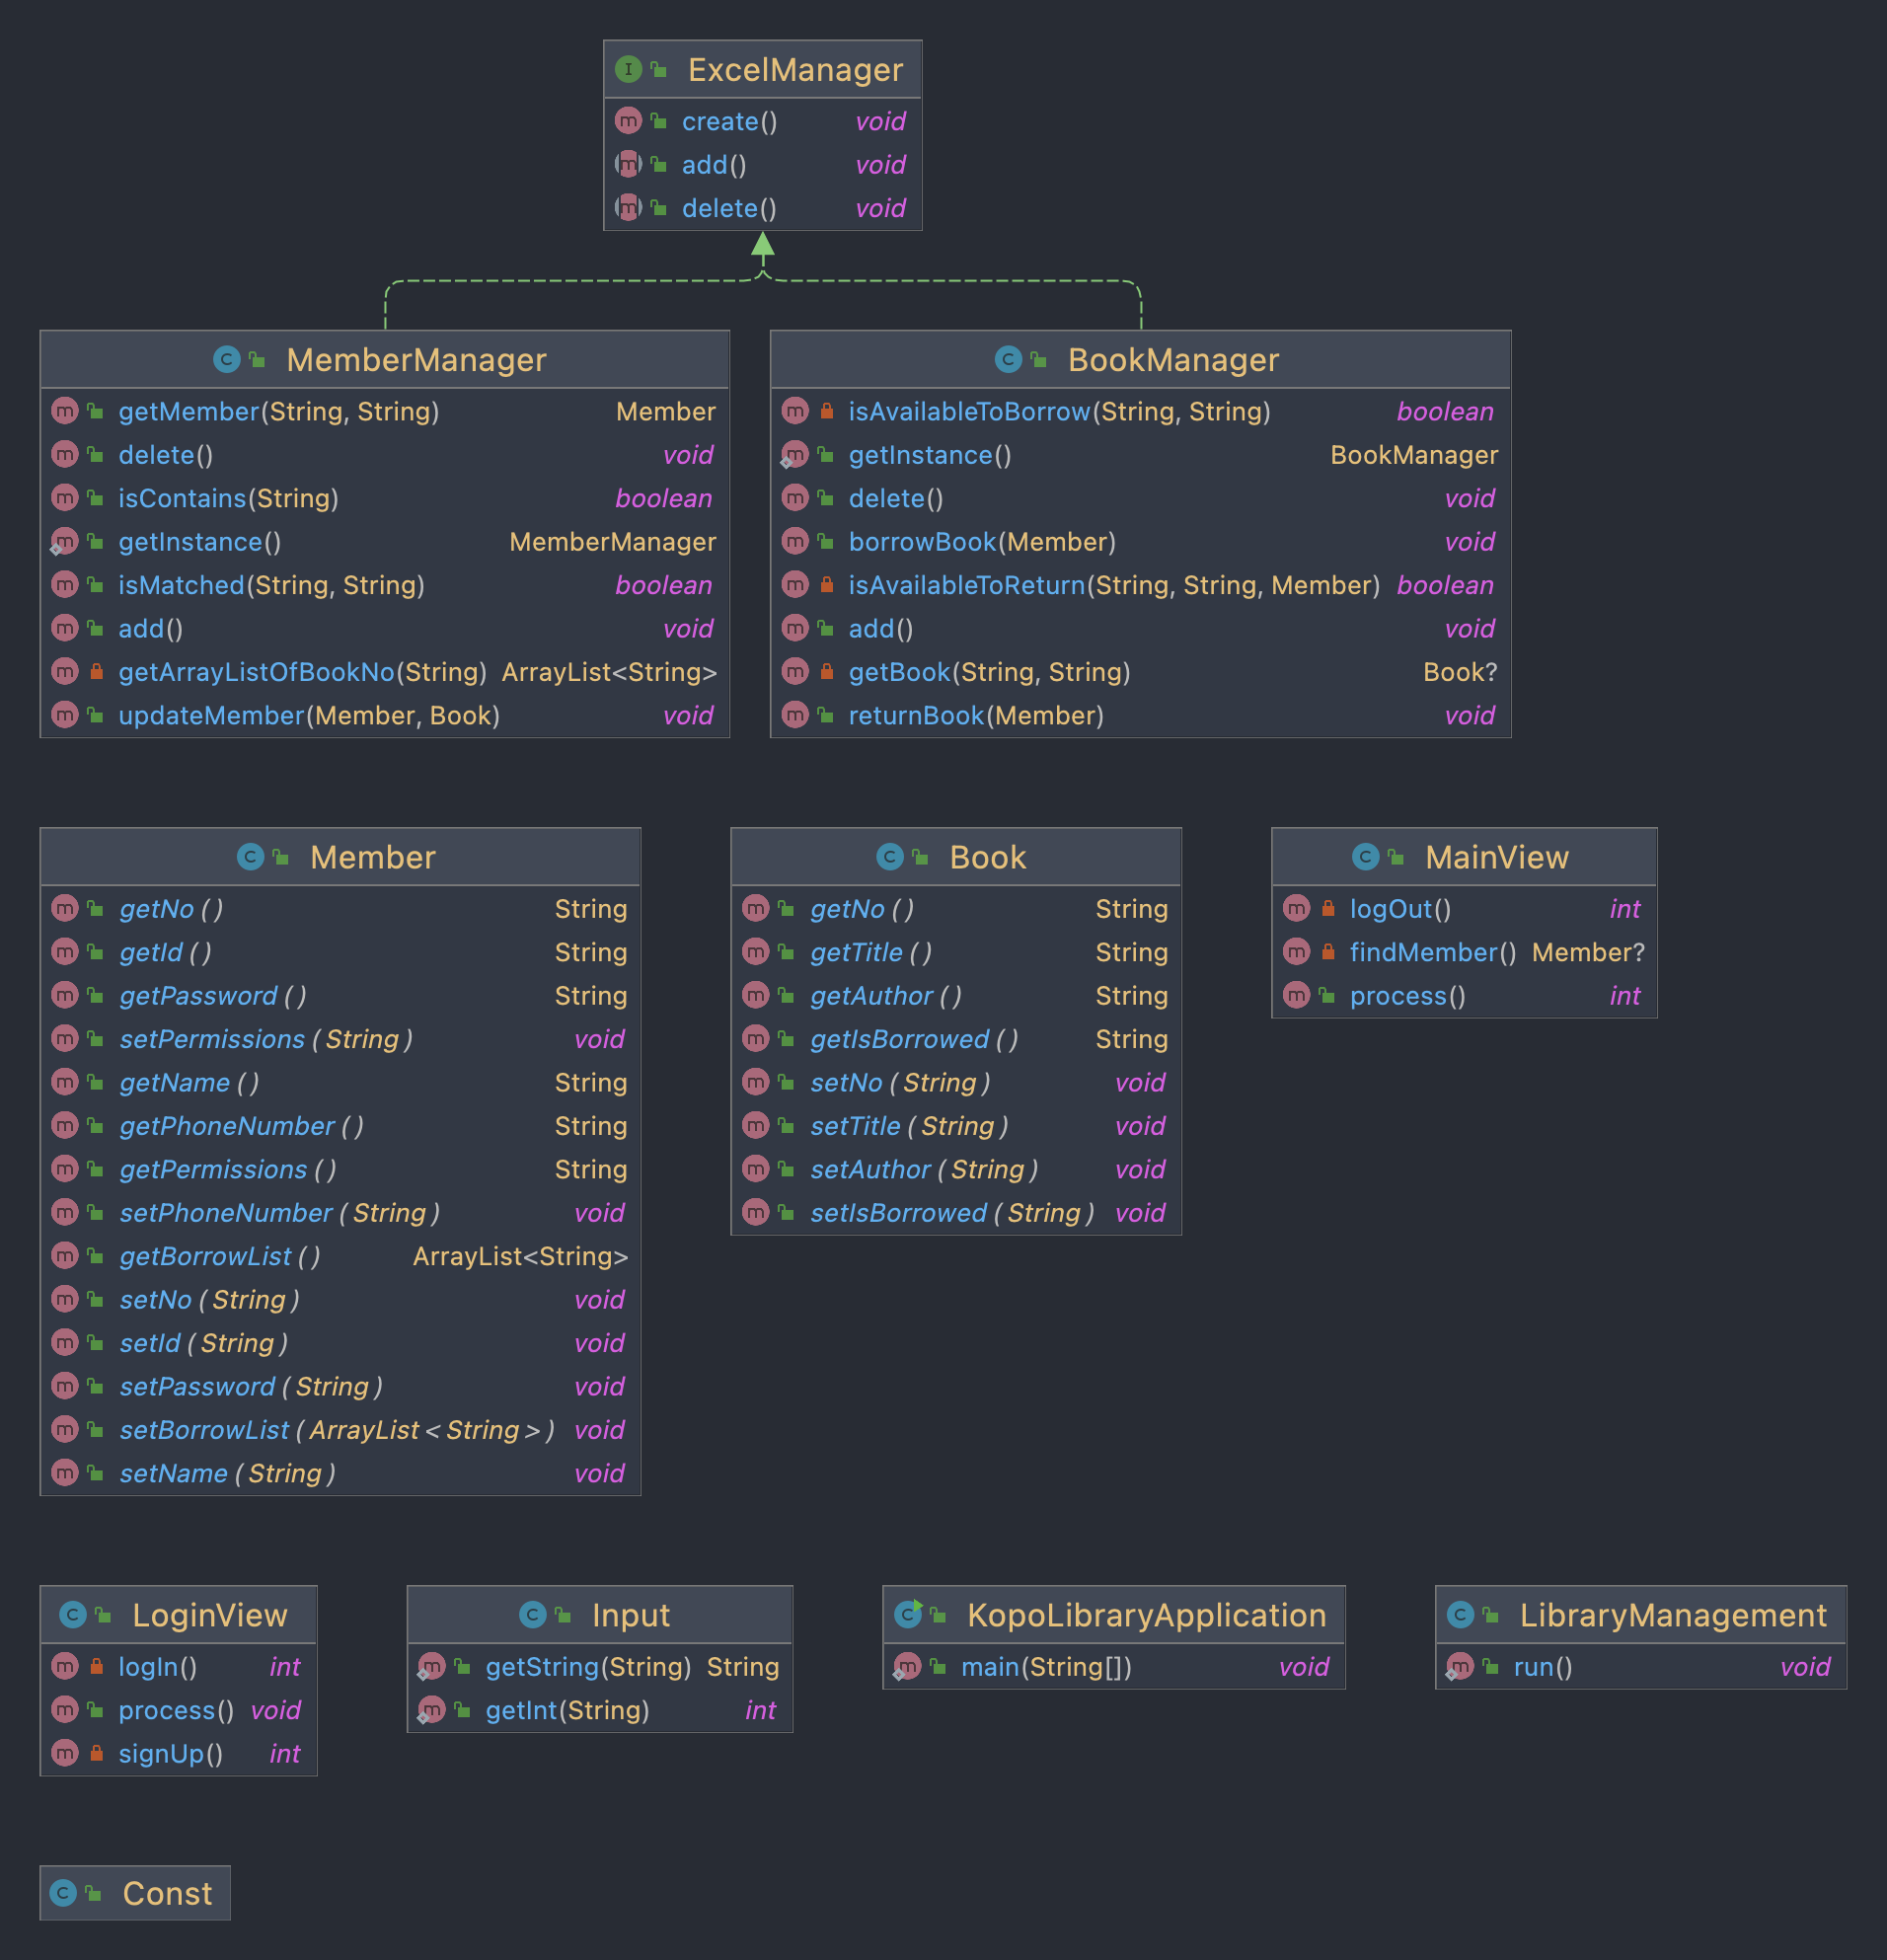 ExcelManager
create() void
add() void
delete() void
MemberManager
getMember(String, String) Member
delete() void
isContains(String) boolean
getInstance() MemberManager
isMatched(String, String) boolean
add() void
getArrayListOfBookNo(String) ArrayList<String>
updateMember(Member, Book) void
BookManager
isAvailableToBorrow(String, String) boolean
getInstance() BookManager
delete() void
borrowBook(Member) void
isAvailableToReturn(String, String, Member) boolean
add() void
getBook(String, String) Book?
returnBook(Member) void
Member
getNo() String
getId() String
getPassword() String
setPermissions(String) void
getName() String
getPhoneNumber() String
getPermissions() String
setPhoneNumber(String) void
getBorrowList() ArrayList<String>
setNo(String) void
setId(String) void
setPassword(String) void
setBorrowList(ArrayList<String>) void
setName(String) void
Book
getNo() String
getTitle() String
getAuthor() String
getIsBorrowed() String
setNo(String) void
setTitle(String) void
setAuthor(String) void
setIsBorrowed(String) void
MainView
logOut() int
findMember() Member?
process() int
LoginView
logIn() int
process() void
signUp() int
Input
getString(String) String
getInt(String) int
KopoLibraryApplication
main(String[]) void
LibraryManagement
run() void
Const